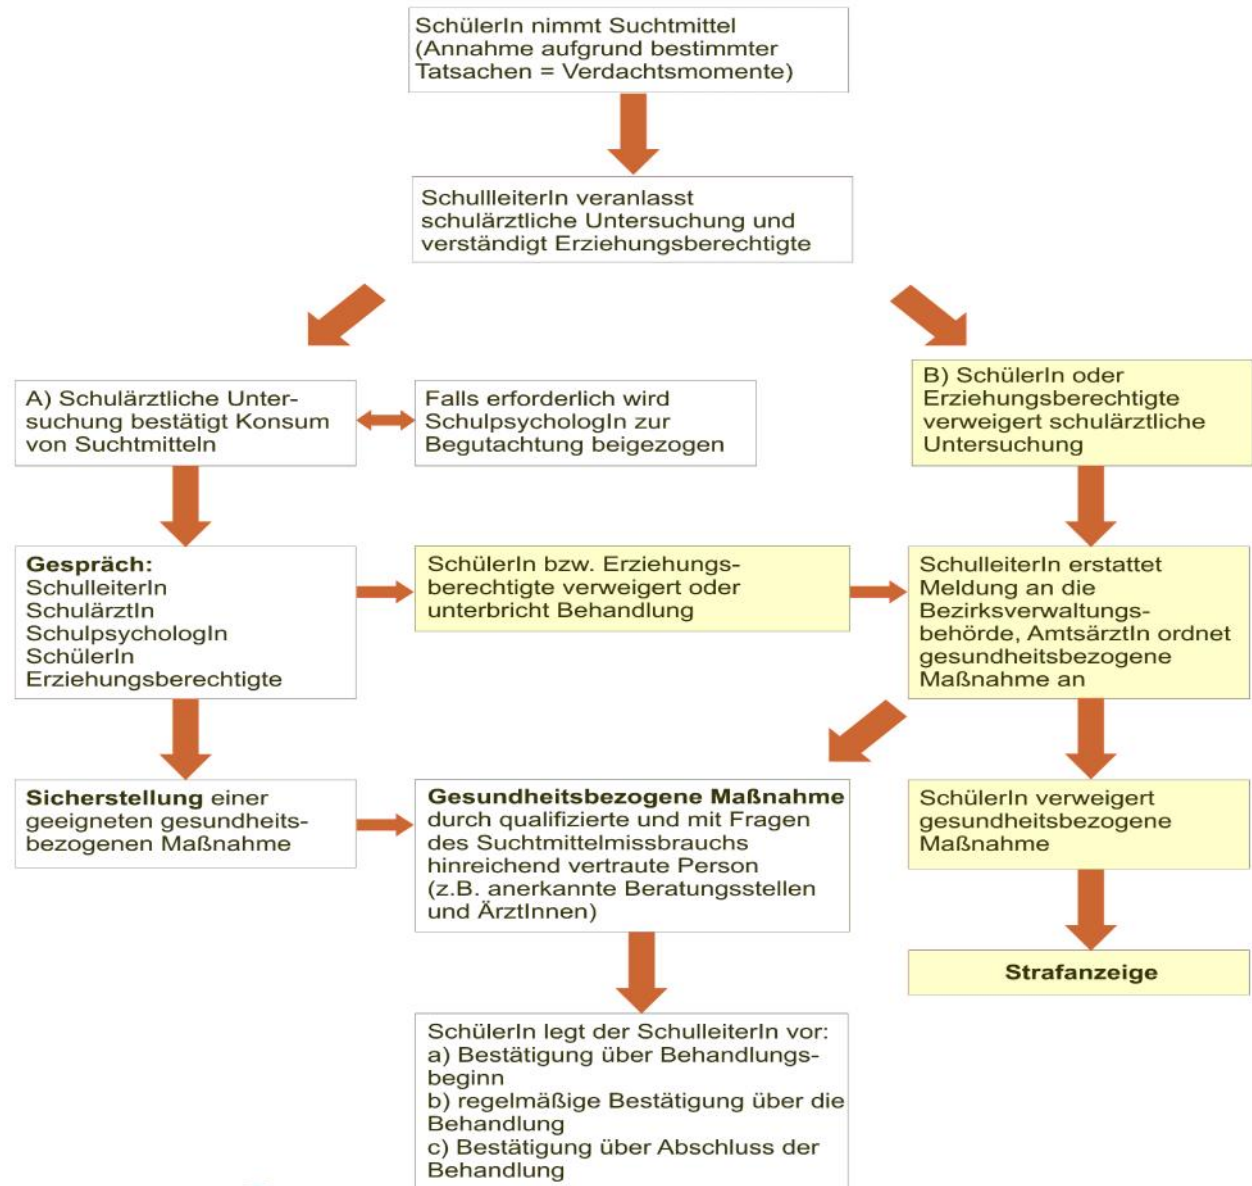 SchülerIn nimmt Suchtmittel
(Annahme aufgrund bestimmter
Tatsachen = Verdachtsmomente)
SchullleiterIn veranlasst
schulärztliche Untersuchung und
verständigt Erziehungsberechtigte
A) Schulärztliche Unter-
suchung bestätigt Konsum
von Suchtmitteln
Falls erforderlich wird
SchulpsychologIn zur
Begutachtung beigezogen
B) SchülerIn oder
Erziehungsberechtigte
verweigert schulärztliche
Untersuchung
Gespräch:
SchulleiterIn
SchulärztIn
SchulpsychologIn
SchülerIn
Erziehungsberechtigte
SchülerIn bzw. Erziehungs-
berechtigte verweigert oder
unterbricht Behandlung
SchulleiterIn erstattet
Meldung an die
Bezirksverwaltungs-
behörde, AmtsärztIn ordnet
gesundheitsbezogene
Maßnahme an
Sicherstellung einer
geeigneten gesundheits-
bezogenen Maßnahme
Gesundheitsbezogene Maßnahme
durch qualifizierte und mit Fragen
des Suchtmittelmissbrauchs
hinreichend vertraute Person
(z.B. anerkannte Beratungsstellen
und ÄrztInnen)
SchülerIn verweigert
gesundheitsbezogene
Maßnahme
Strafanzeige
SchülerIn legt der SchulleiterIn vor:
a) Bestätigung über Behandlungs-
beginn
b) regelmäßige Bestätigung über die
Behandlung
c) Bestätigung über Abschluss der
Behandlung